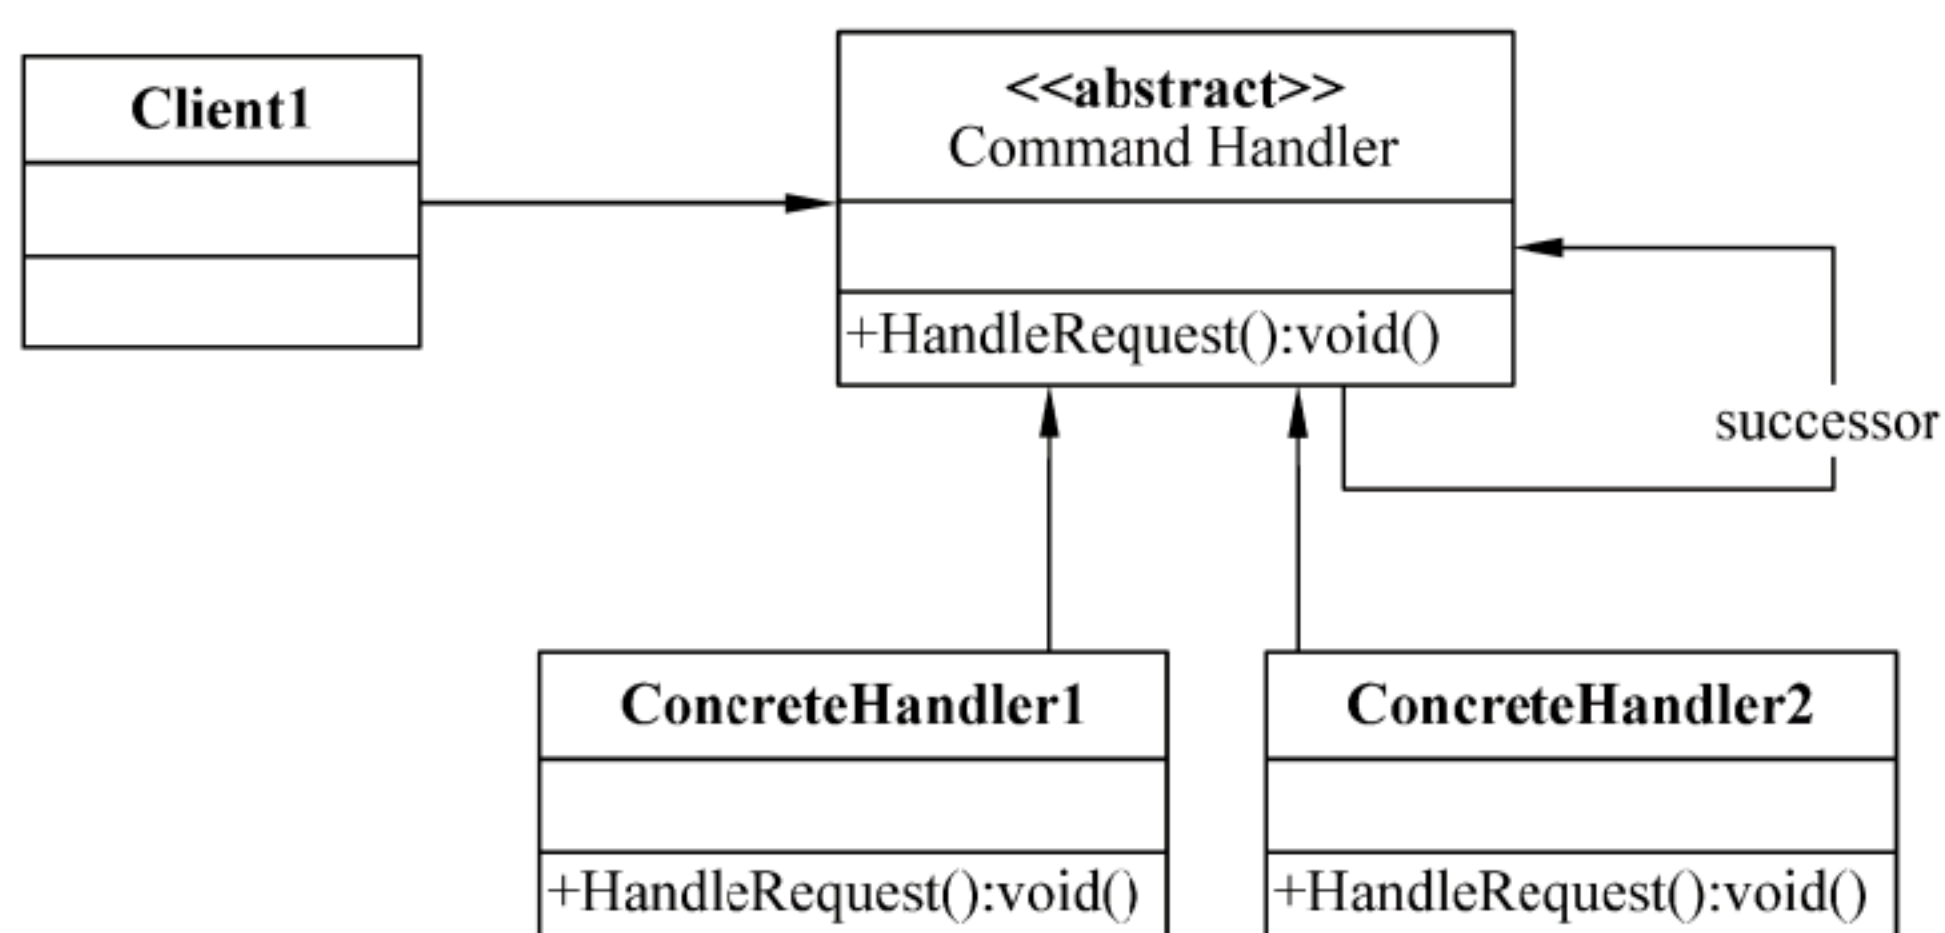 Client1
<<abstract>>
Command Handler
+HandleRequest():void()
successor
ConcreteHandler1
+HandleRequest():void()
ConcreteHandler2
+HandleRequest():void()